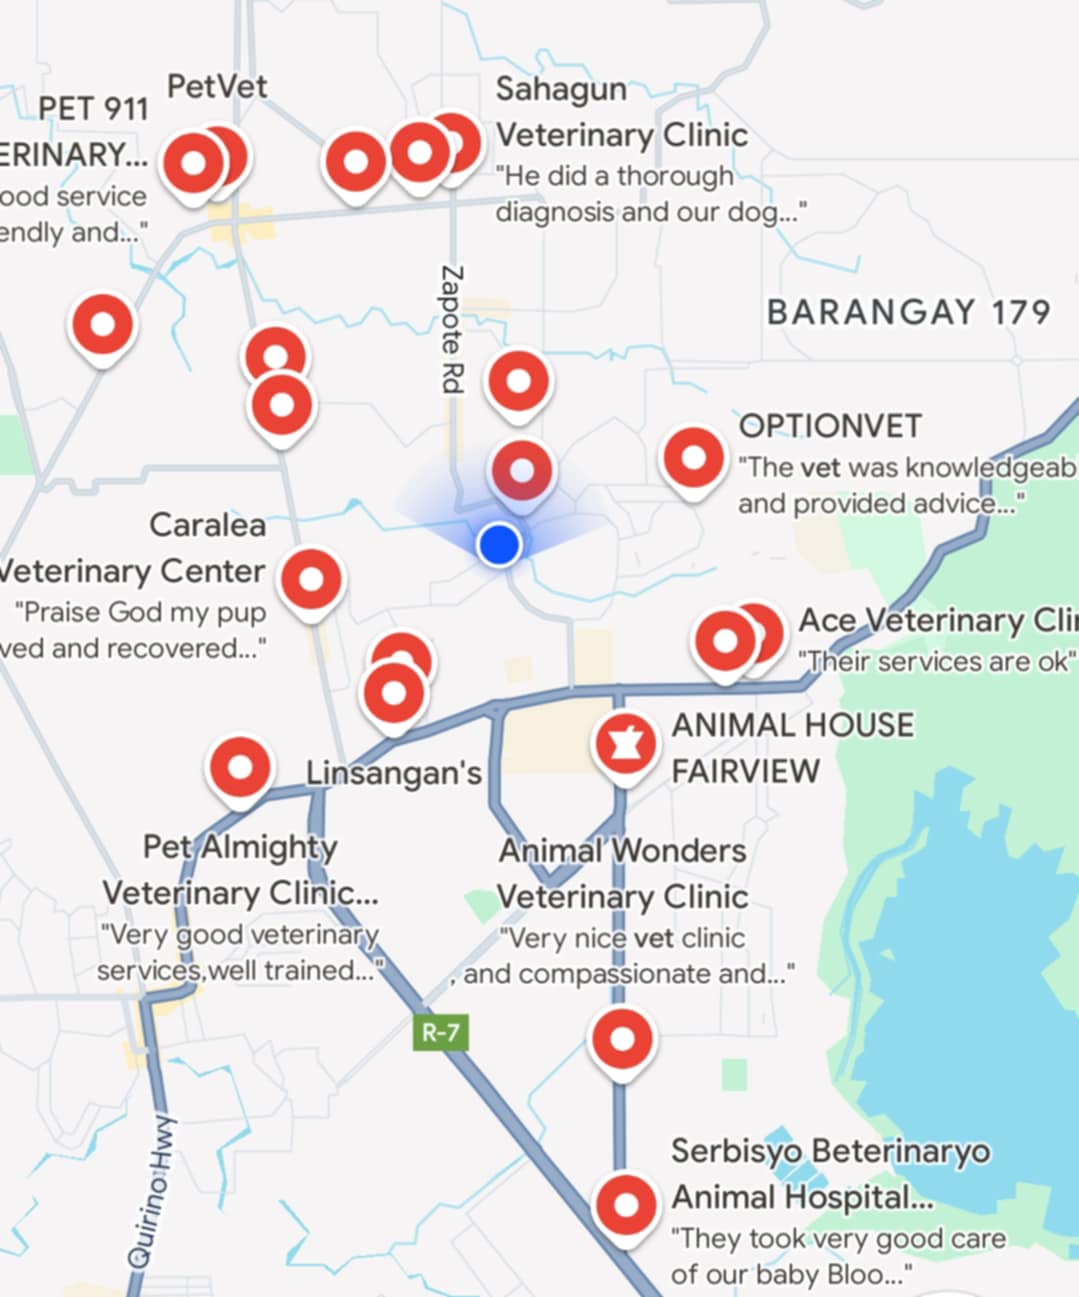 PetVet
PET 911
ERINARY...
ood service
endly and..."
Sahagun
Veterinary Clinic
"He did a thorough
diagnosis and our dog..."
Zapote Rd
BARANGAY 179
OPTIONVET
"The vet was knowledgeab
and provided advice..."
Caralea
Veterinary Center
"Praise God my pup
ved and recovered..."
Ace Veterinary Cli
"Their services are ok"
ANIMAL HOUSE
FAIRVIEW
Linsangan's
Pet Almighty
Veterinary Clinic...
"Very good veterinary
services,well trained..."
Animal Wonders
Veterinary Clinic
"Very nice vet clinic
, and compassionate and..."
R-7
Quirino Hwy
Serbisyo Beterinaryo
Animal Hospital...
"They took very good care
of our baby Bloo..."